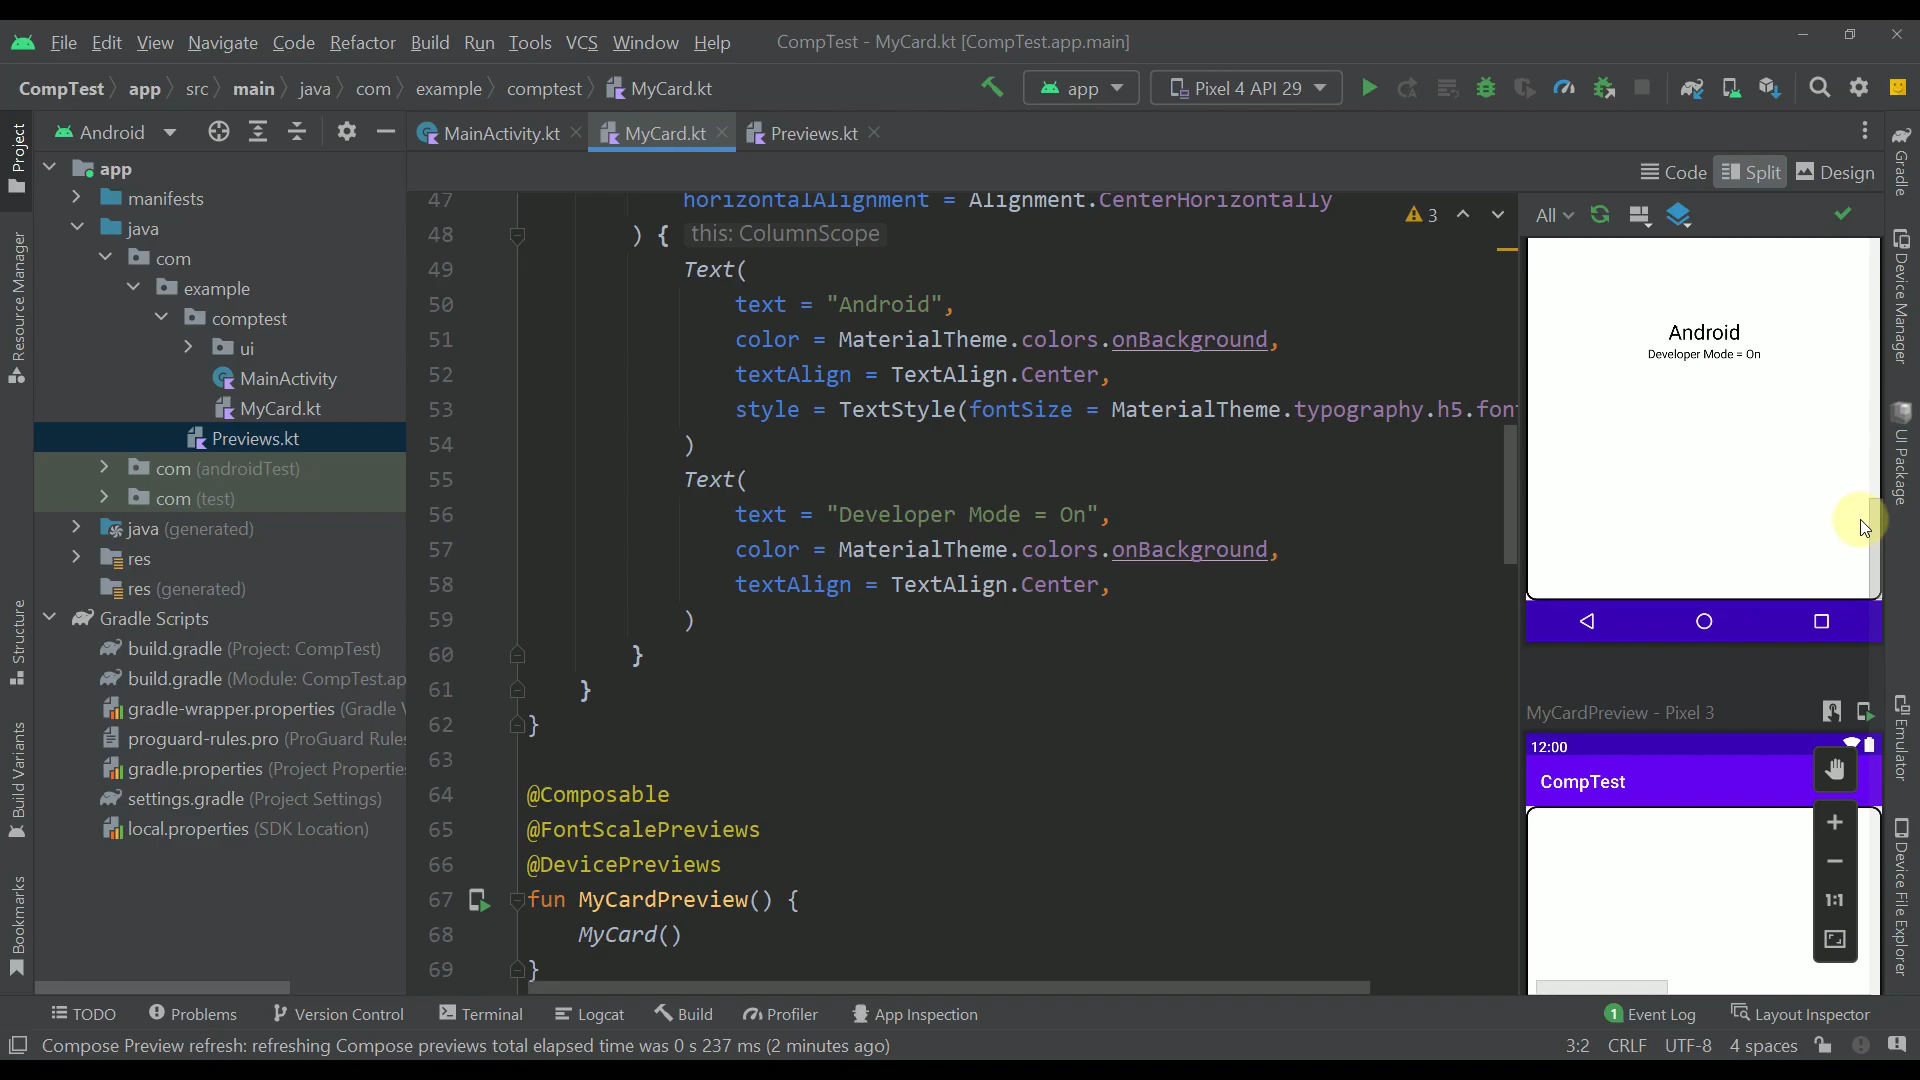 File Edit View Navigate Code Refactor Build Run Tools VCS Window Help CompTest - MyCard.kt [CompTest.app.main]
CompTest app src main java com example comptest MyCard.kt app Pixel 4 API 29
Project
Resource Manager
Structure
Build Variants
Bookmarks
Android
app
manifests
java
com
example
comptest
ui
MainActivity
MyCard.kt
Previews.kt
com (androidTest)
com (test)
java (generated)
res
res (generated)
Gradle Scripts
build.gradle (Project: CompTest)
build.gradle (Module: CompTest.ap
gradle-wrapper.properties (Gradle V
proguard-rules.pro (ProGuard Rule
gradle.properties (Project Propertie
settings.gradle (Project Settings)
local.properties (SDK Location)
MainActivity.kt MyCard.kt Previews.kt
Code Split Design
3
47 horizontalAlignment = Alignment.CenterHorizontally
48 ) { this: ColumnScope
49 Text(
50 text = "Android",
51 color = MaterialTheme.colors.onBackground,
52 textAlign = TextAlign.Center,
53 style = TextStyle(fontSize = MaterialTheme.typography.h5.fon
54 )
55 Text(
56 text = "Developer Mode = On",
57 color = MaterialTheme.colors.onBackground,
58 textAlign = TextAlign.Center,
59 )
60 }
61 }
62 }
63
64 @Composable
65 @FontScalePreviews
66 @DevicePreviews
67 fun MyCardPreview() {
68 MyCard()
69 }
All
Android
Developer Mode = On
MyCardPreview - Pixel 3
12:00
CompTest
1:1
Gradle
Device Manager
UI Package
Emulator
Device File Explorer
TODO Problems Version Control Terminal Logcat Build Profiler App Inspection 1 Event Log Layout Inspector
Compose Preview refresh: refreshing Compose previews total elapsed time was 0 s 237 ms (2 minutes ago) 3:2 CRLF UTF-8 4 spaces